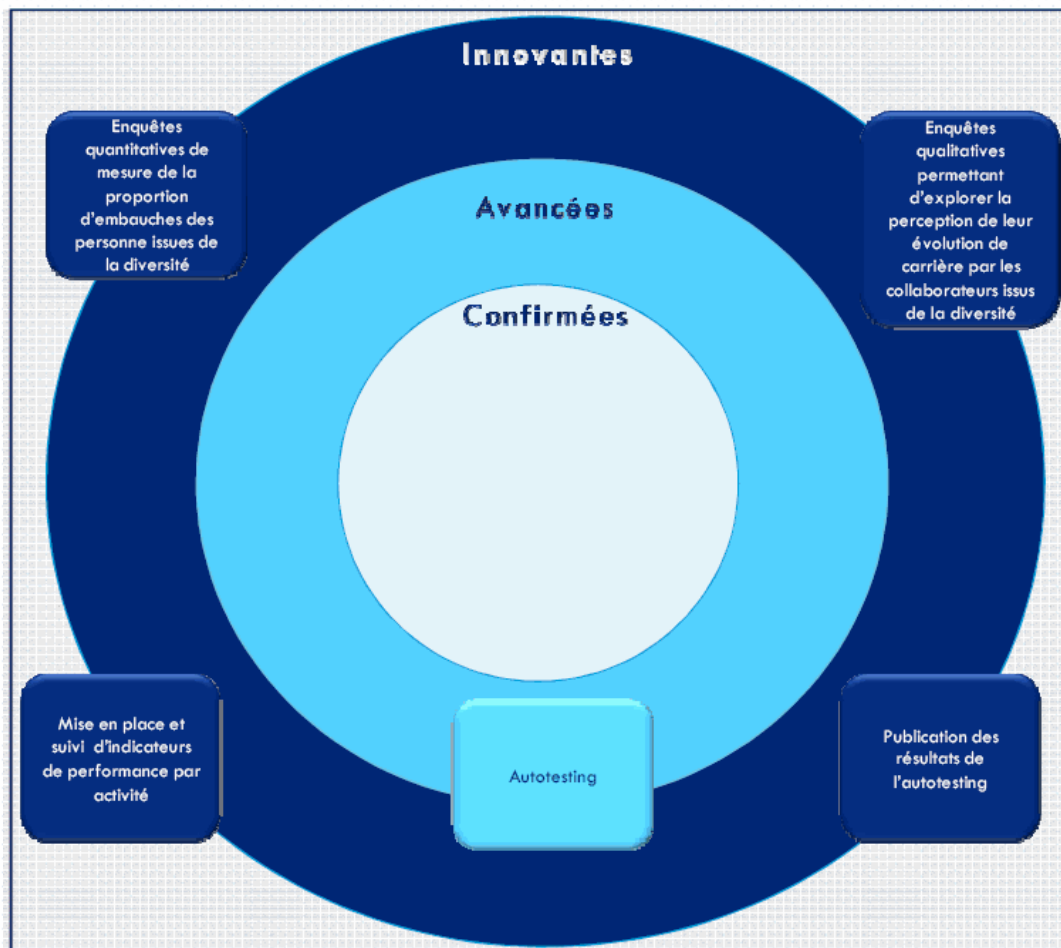 Innovantes
Enquêtes
quantitatives de
mesure de la
proportion
d'embauches des
personne issues de
la diversité
Enquêtes
qualitatives
permettant
d'explorer la
perception de leur
évolution de
carrière par les
collaborateurs issus
de la diversité
Avancées
Confirmées
Mise en place et
suivi d'indicateurs
de performance par
activité
Autotesting
Publication des
résultats de
l'autotesting